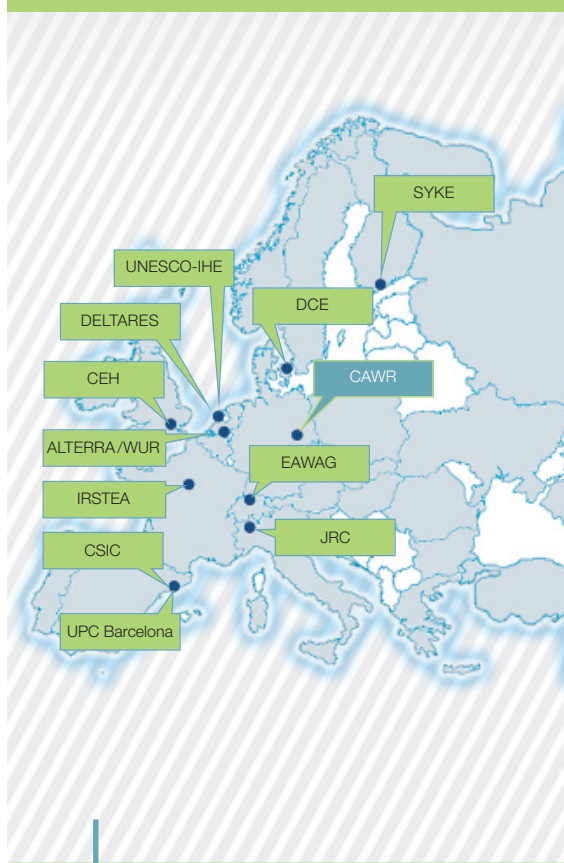 SYKE
UNESCO-IHE
DCE
DELTARES
CEH
CAWR
ALTERRA/WUR
EAWAG
IRSTEA
JRC
CSIC
UPC Barcelona